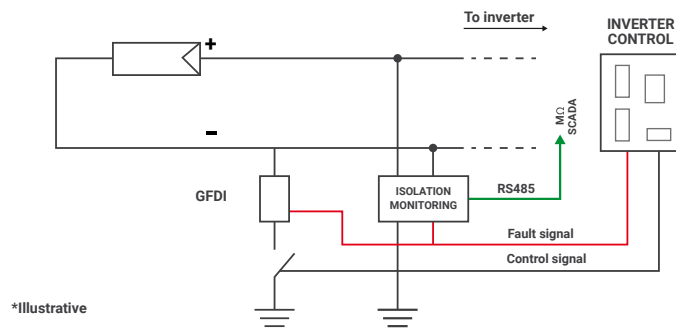 To inverter
INVERTER
CONTROL
+
MΩ
SCADA
–
GFDI
ISOLATION
MONITORING
RS485
Fault signal
Control signal
*Illustrative